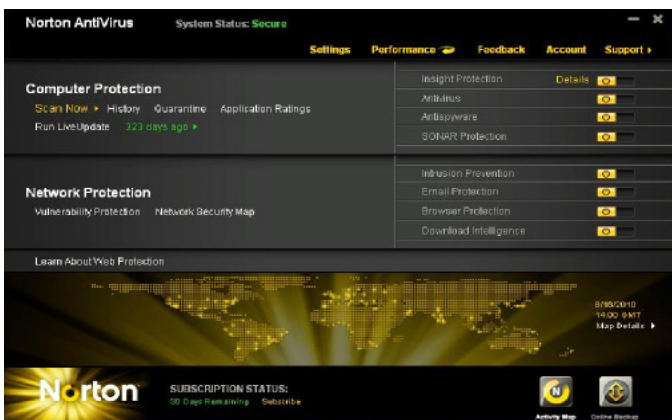 Norton AntiVirus System Status: Secure
Settings Performance Feedback Account Support
Computer Protection
Scan Now History Quarantine Application Ratings
Run LiveUpdate 323 days ago
Insight Protection Details
Antivirus
Antispyware
SONAR Protection
Network Protection
Vulnerability Protection Network Security Map
Intrusion Prevention
Email Protection
Browser Protection
Download Intelligence
Learn About Web Protection
8/16/2010
14:00 GMT
Map Details
Norton
SUBSCRIPTION STATUS:
30 Days Remaining Subscribe
N
Activity Map Online Backup